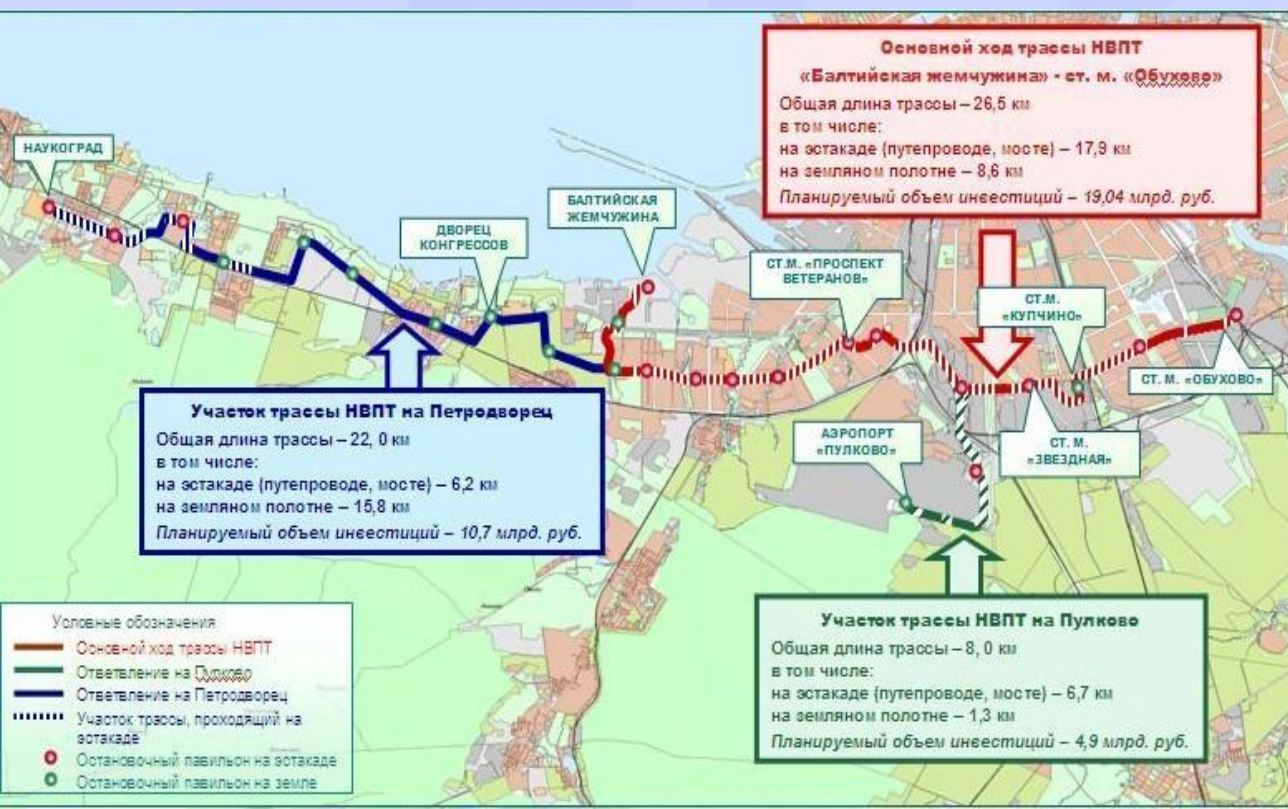 Основной ход трассы НВПТ
«Балтийская жемчужина» - ст. м. «Обухово»
Общая длина трассы – 26,5 км
в том числе:
на эстакаде (путепроводе, мосте) – 17,9 км
на земляном полотне – 8,6 км
Планируемый объем инвестиций – 19,04 млрд. руб.
НАУКОГРАД
ДВОРЕЦ
КОНГРЕССОВ
БАЛТИЙСКАЯ
ЖЕМЧУЖИНА
СТ.М. «ПРОСПЕКТ
ВЕТЕРАНОВ»
СТ.М.
«КУПЧИНО»
СТ. М. «ОБУХОВО»
СТ. М.
«ЗВЕЗДНАЯ»
АЭРОПОРТ
«ПУЛКОВО»
Участок трассы НВПТ на Петродворец
Общая длина трассы – 22, 0 км
в том числе:
на эстакаде (путепроводе, мосте) – 6,2 км
на земляном полотне – 15,8 км
Планируемый объем инвестиций – 10,7 млрд. руб.
Участок трассы НВПТ на Пулково
Общая длина трассы – 8, 0 км
в том числе:
на эстакаде (путепроводе, мосте) – 6,7 км
на земляном полотне – 1,3 км
Планируемый объем инвестиций – 4,9 млрд. руб.
Условные обозначения
Основной ход трассы НВПТ
Ответвление на Пулково
Ответвление на Петродворец
Участок трассы, проходящий на
эстакаде
Остановочный павильон на эстакаде
Остановочный павильон на земле